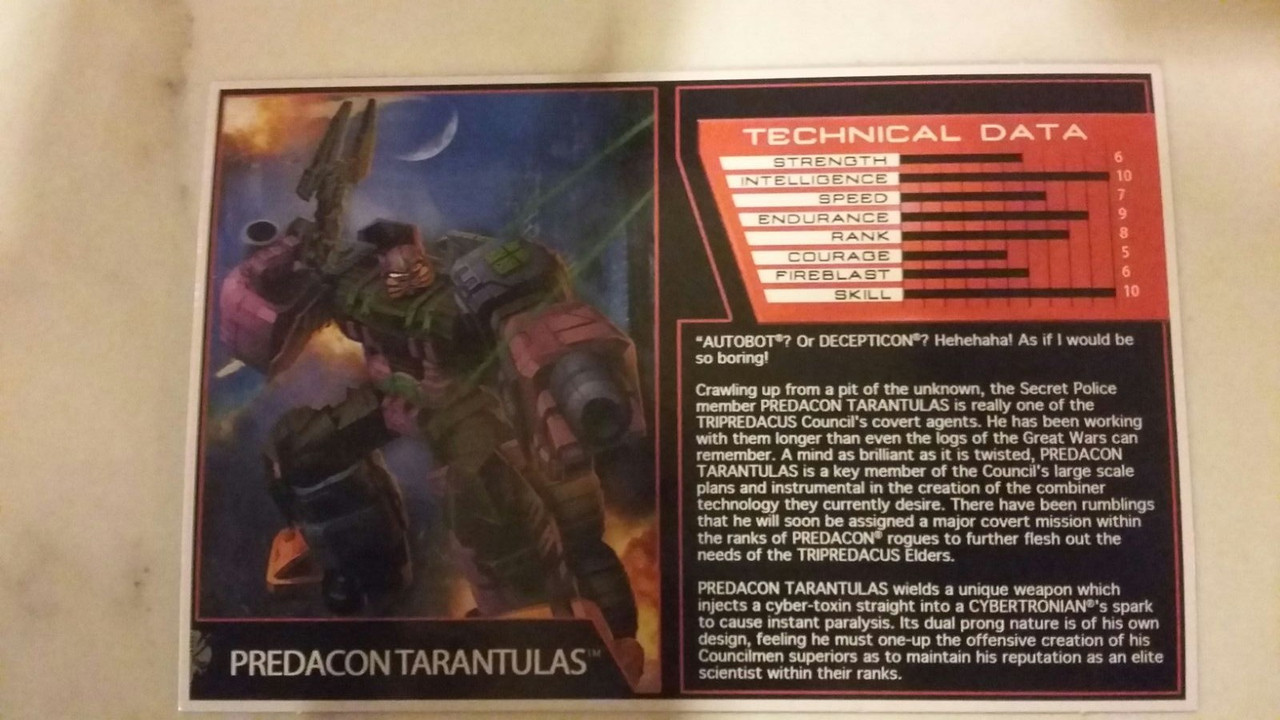 TECHNICAL DATA
STRENGTH 6
INTELLIGENCE 10
SPEED 7
ENDURANCE 9
RANK 8
COURAGE 5
FIREBLAST 6
SKILL 10
"AUTOBOT®? Or DECEPTICON®? Hehehaha! As if I would be
so boring!
Crawling up from a pit of the unknown, the Secret Police
member PREDACON TARANTULAS is really one of the
TRIPREDACUS Council's covert agents. He has been working
with them longer than even the logs of the Great Wars can
remember. A mind as brilliant as it is twisted, PREDACON
TARANTULAS is a key member of the Council's large scale
plans and instrumental in the creation of the combiner
technology they currently desire. There have been rumblings
that he will soon be assigned a major covert mission within
the ranks of PREDACON® rogues to further flesh out the
needs of the TRIPREDACUS Elders.
PREDACON TARANTULAS wields a unique weapon which
injects a cyber-toxin straight into a CYBERTRONIAN®'s spark
to cause instant paralysis. Its dual prong nature is of his own
design, feeling he must one-up the offensive creation of his
Councilmen superiors as to maintain his reputation as an elite
scientist within their ranks.
PREDACON TARANTULAS™